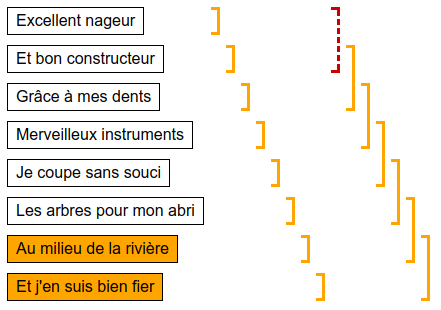 Excellent nageur
Et bon constructeur
Grâce à mes dents
Merveilleux instruments
Je coupe sans souci
Les arbres pour mon abri
Au milieu de la rivière
Et j'en suis bien fier